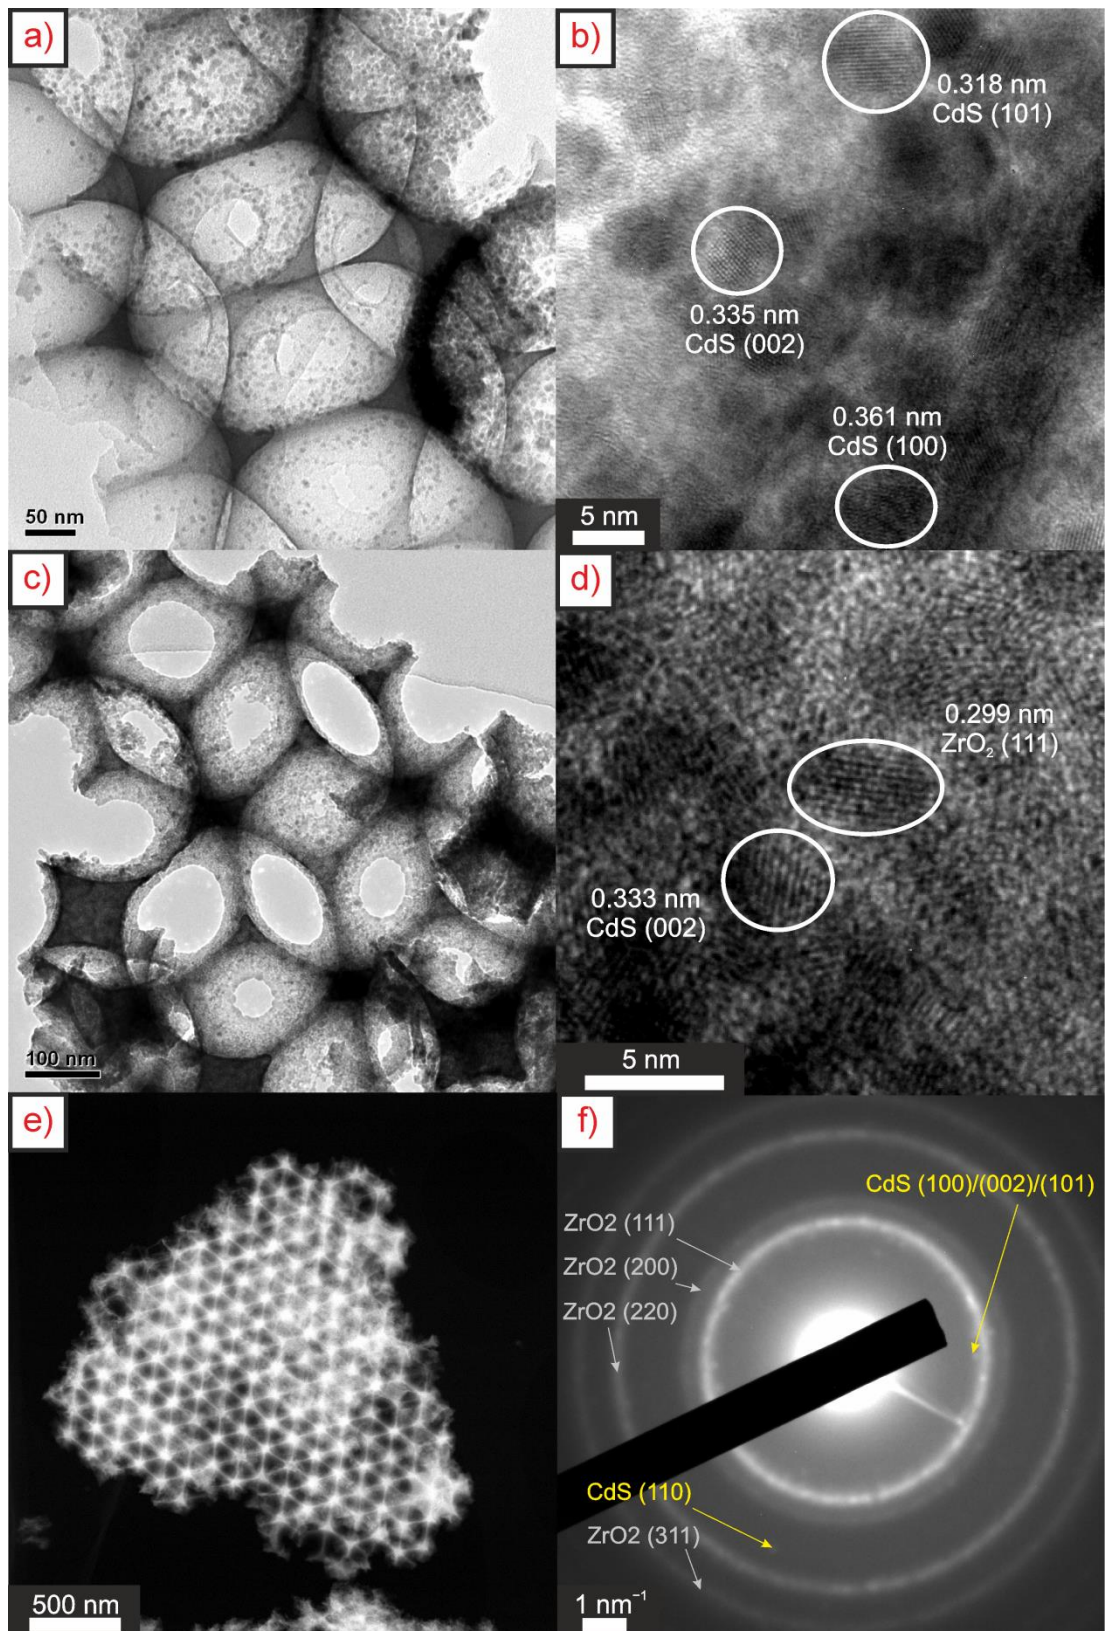 a)
50 nm
b)
0.318 nm
CdS (101)
0.335 nm
CdS (002)
0.361 nm
CdS (100)
5 nm
c)
100 nm
d)
0.299 nm
ZrO₂ (111)
0.333 nm
CdS (002)
5 nm
e)
500 nm
f)
CdS (100)/(002)/(101)
ZrO2 (111)
ZrO2 (200)
ZrO2 (220)
CdS (110)
ZrO2 (311)
1 nm⁻¹